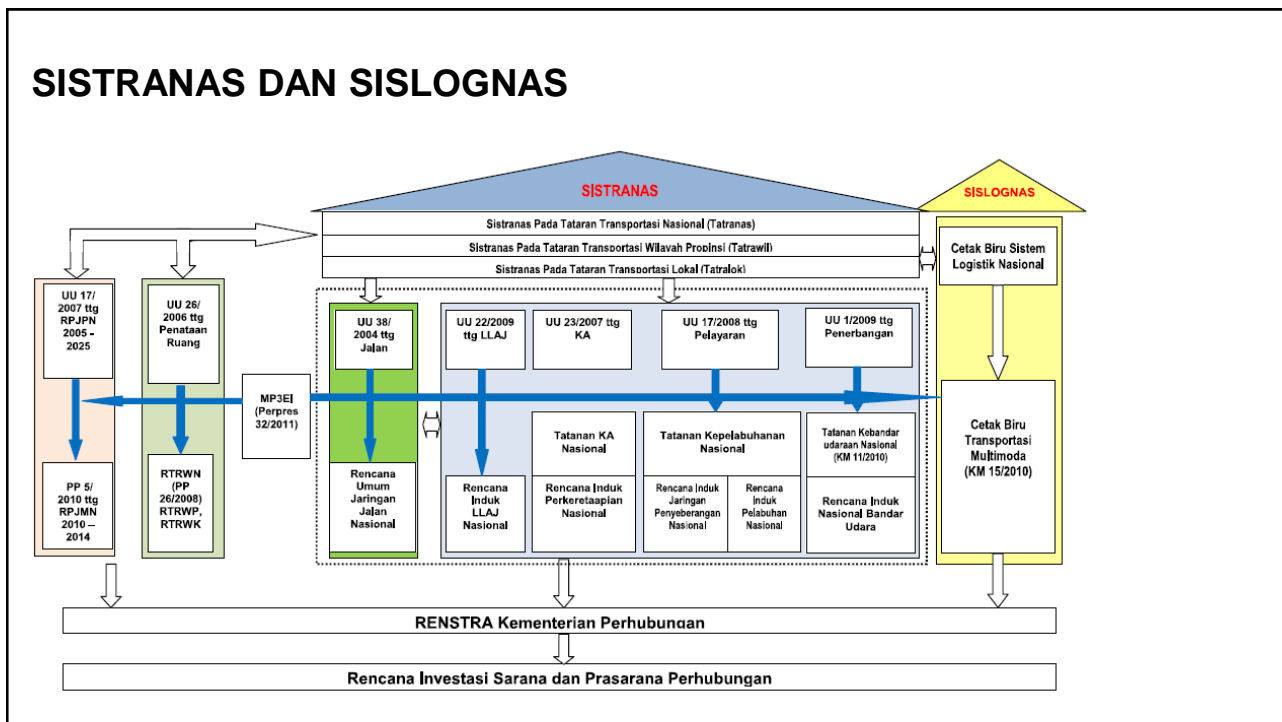 SISTRANAS DAN SISLOGNAS
SISTRANAS
SISLOGNAS
Sistranas Pada Tataran Transportasi Nasional (Tatranas)
Sistranas Pada Tataran Transportasi Wilayah Propinsi (Tatrawil)
Sistranas Pada Tataran Transportasi Lokal (Tatralok)
Cetak Biru Sistem
Logistik Nasional
UU 17/
2007 ttg
RPJPN
2005 -
2025
UU 26/
2006 ttg
Penataan
Ruang
UU 38/
2004 ttg
Jalan
UU 22/2009
ttg LLAJ
UU 23/2007 ttg
KA
UU 17/2008 ttg
Pelayaran
UU 1/2009 ttg
Penerbangan
MP3EI
(Perpres
32/2011)
PP 5/
2010 ttg
RPJMN
2010 –
2014
RTRWN
(PP
26/2008)
RTRWP,
RTRWK
Rencana
Umum
Jaringan
Jalan
Nasional
Rencana
Induk
LLAJ
Nasional
Tatanan KA
Nasional
Rencana Induk
Perkeretaapian
Nasional
Tatanan Kepelabuhanan
Nasional
Rencana Induk
Jaringan
Penyeberangan
Nasional
Rencana
Induk
Pelabuhan
Nasional
Tatanan Kebandar
udaraan Nasional
(KM 11/2010)
Rencana Induk
Nasional Bandar
Udara
Cetak Biru
Transportasi
Multimoda
(KM 15/2010)
RENSTRA Kementerian Perhubungan
Rencana Investasi Sarana dan Prasarana Perhubungan